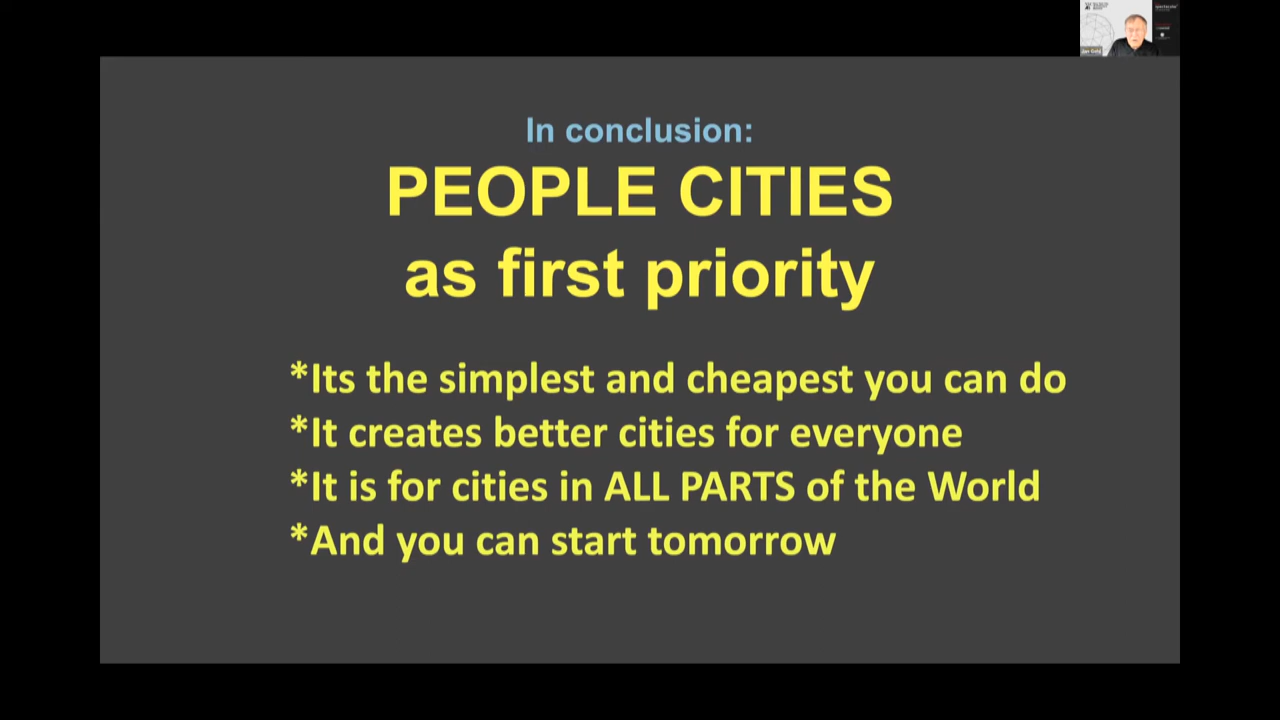 In conclusion:
PEOPLE CITIES
as first priority
*Its the simplest and cheapest you can do
*It creates better cities for everyone
*It is for cities in ALL PARTS of the World
*And you can start tomorrow